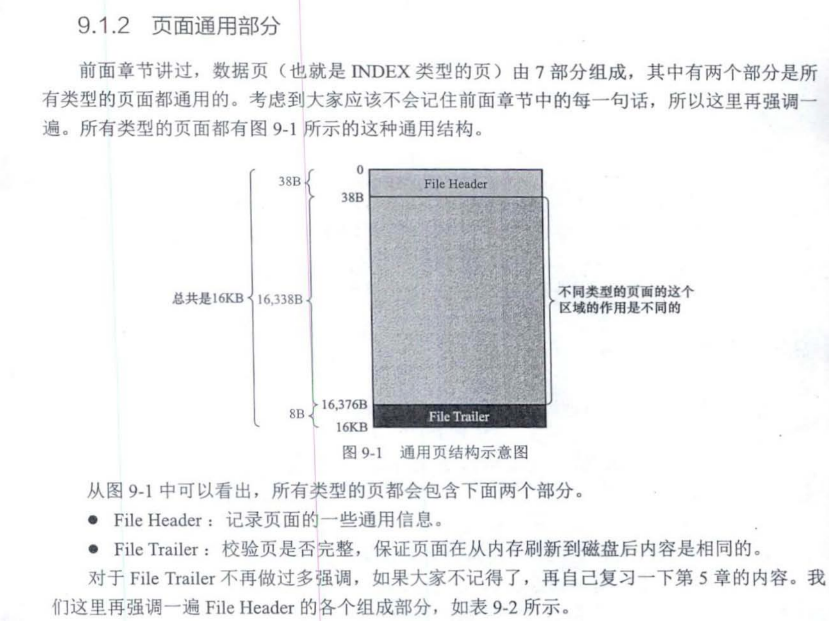 9.1.2 页面通用部分
前面章节讲过，数据页（也就是 INDEX 类型的页）由 7 部分组成，其中有两个部分是所
有类型的页面都通用的。考虑到大家应该不会记住前面章节中的每一句话，所以这里再强调一
遍。所有类型的页面都有图 9-1 所示的这种通用结构。
0
38B
File Header
38B
总共是16KB
16,338B
不同类型的页面的这个
区域的作用是不同的
16,376B
8B
File Trailer
16KB
图 9-1 通用页结构示意图
从图 9-1 中可以看出，所有类型的页都会包含下面两个部分。
● File Header：记录页面的一些通用信息。
● File Trailer：校验页是否完整，保证页面在从内存刷新到磁盘后内容是相同的。
对于 File Trailer 不再做过多强调，如果大家不记得了，再自己复习一下第 5 章的内容。我
们这里再强调一遍 File Header 的各个组成部分，如表 9-2 所示。